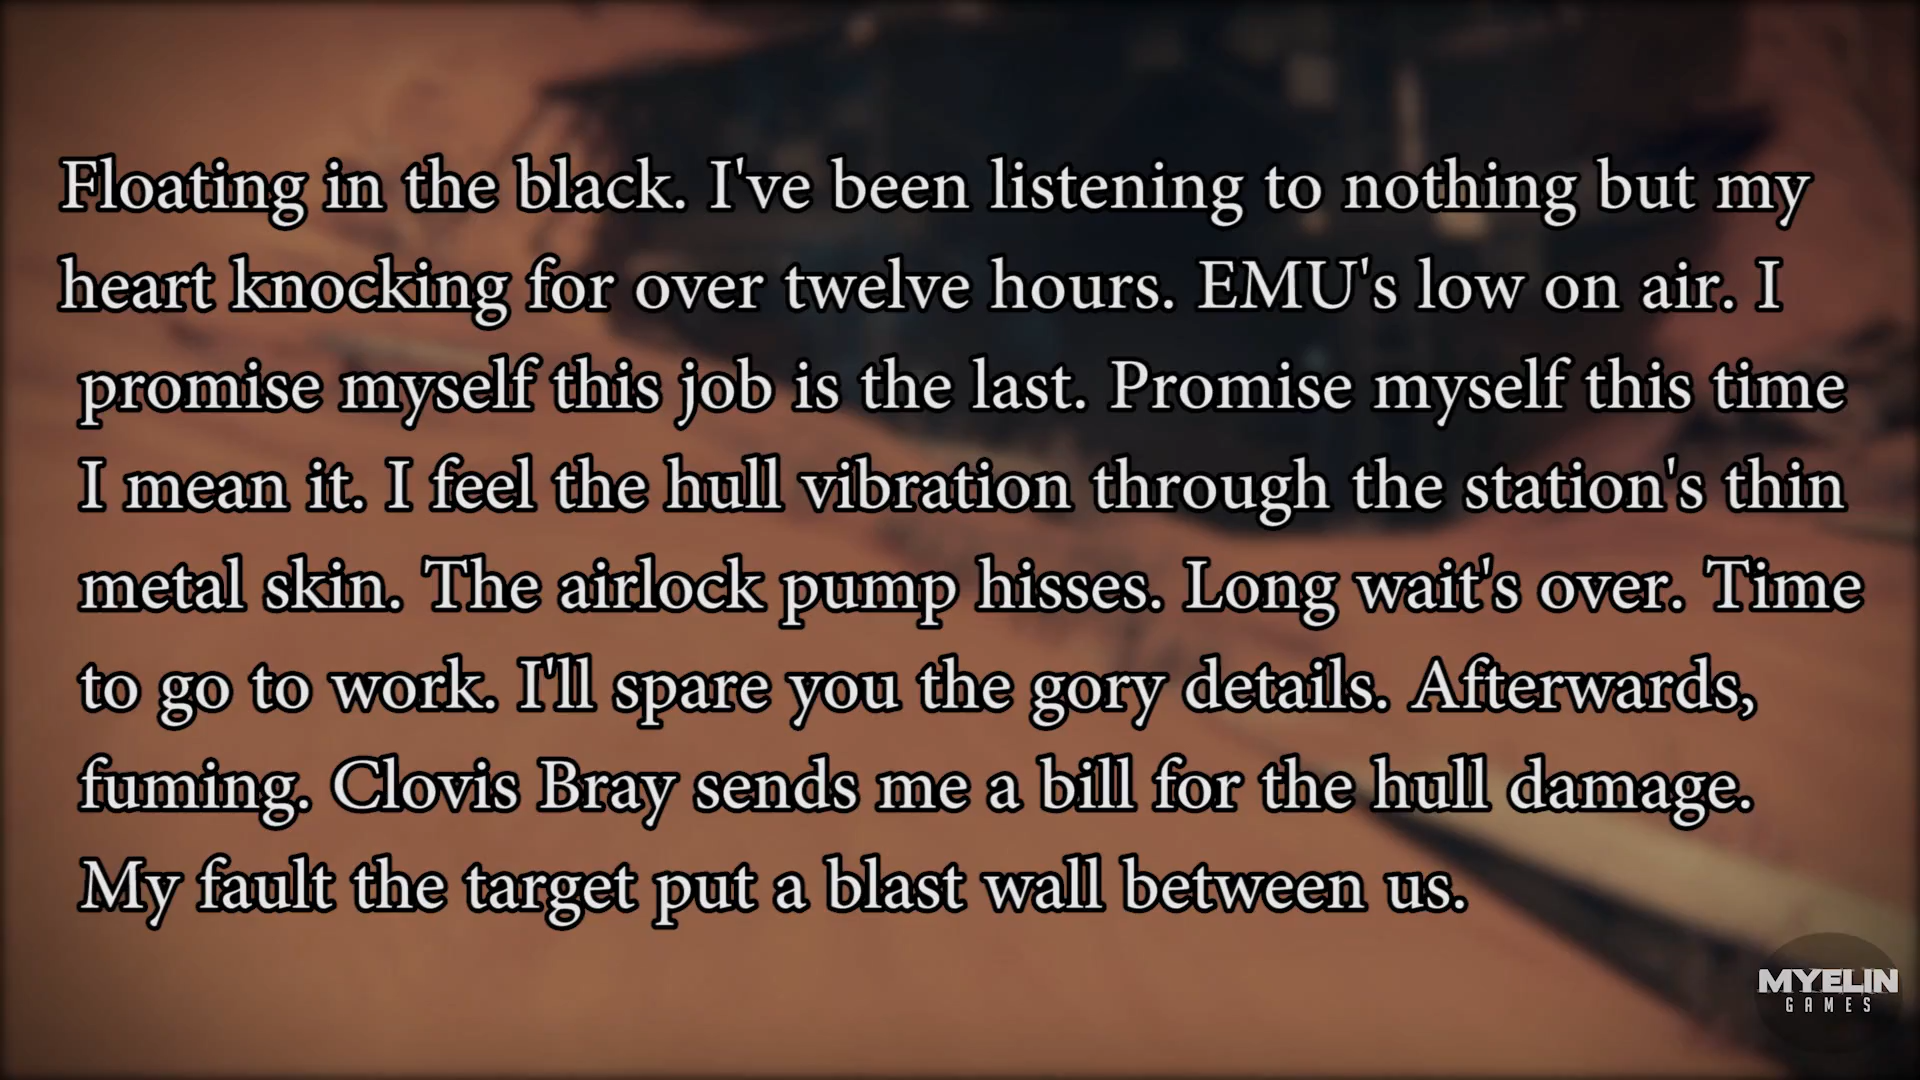 Floating in the black. I've been listening to nothing but my
heart knocking for over twelve hours. EMU's low on air. I
promise myself this job is the last. Promise myself this time
I mean it. I feel the hull vibration through the station's thin
metal skin. The airlock pump hisses. Long wait's over. Time
to go to work. I'll spare you the gory details. Afterwards,
fuming. Clovis Bray sends me a bill for the hull damage.
My fault the target put a blast wall between us.
MYELIN
GAMES